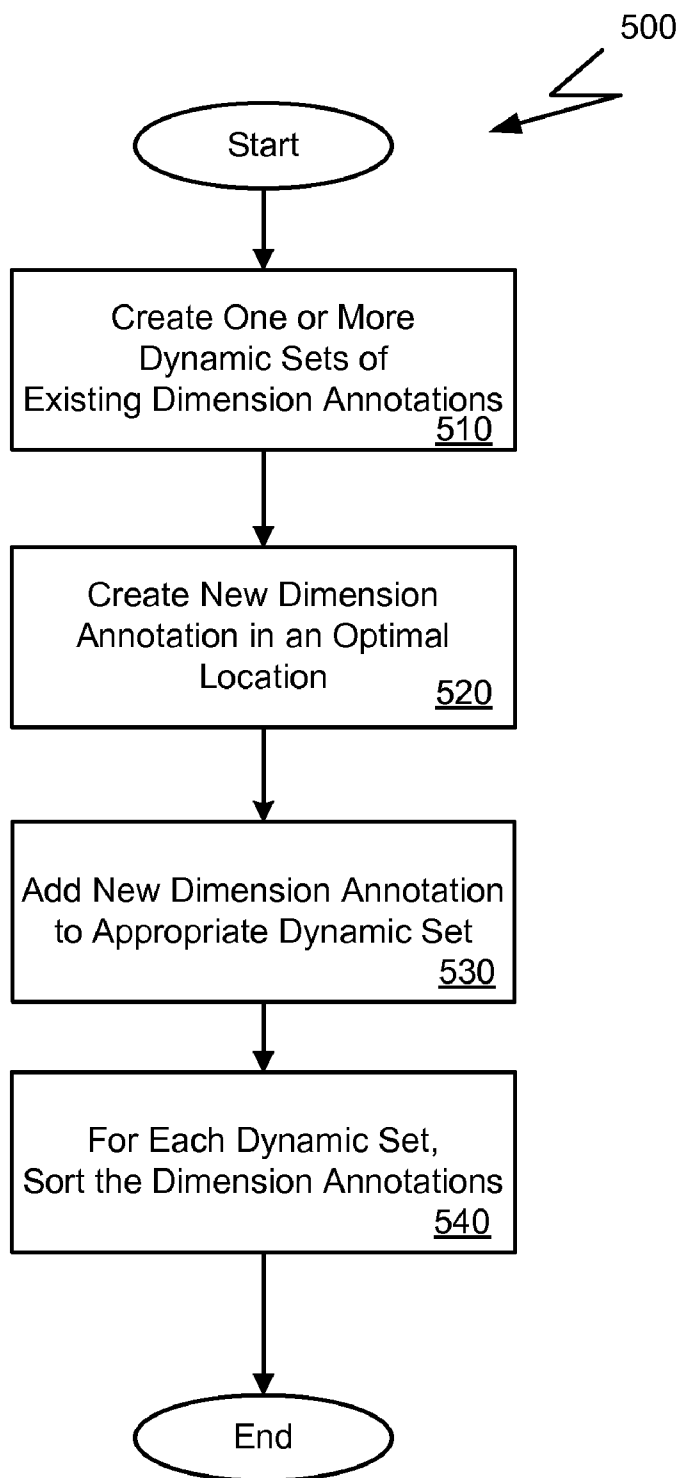 500
Start
Create One or More
Dynamic Sets of
Existing Dimension Annotations
510
Create New Dimension
Annotation in an Optimal
Location
520
Add New Dimension Annotation
to Appropriate Dynamic Set
530
For Each Dynamic Set,
Sort the Dimension Annotations
540
End